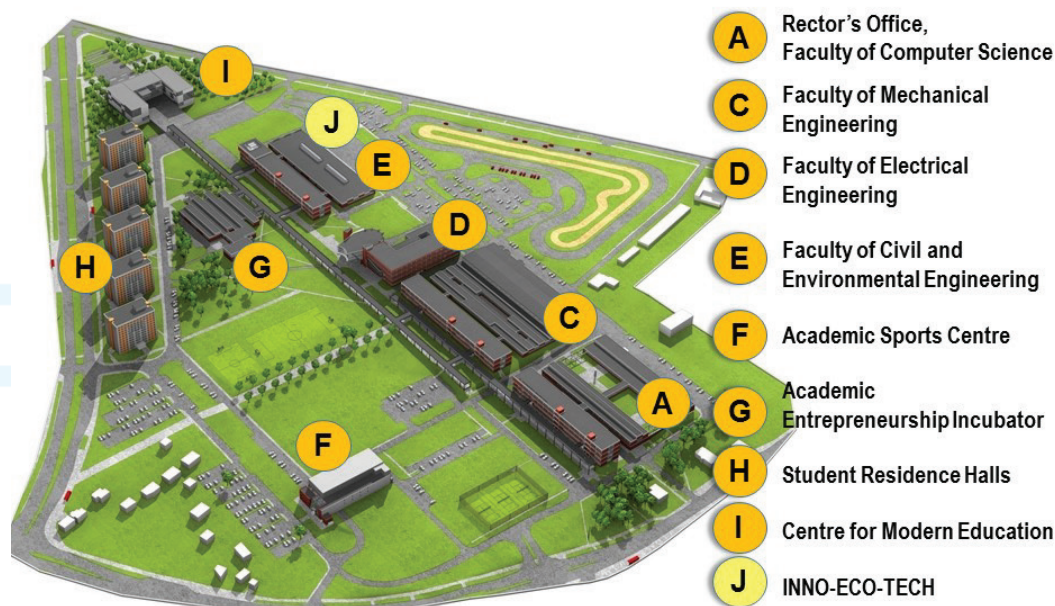 I
J
E
D
H
G
C
A
F
A
Rector’s Office,
Faculty of Computer Science
C
Faculty of Mechanical
Engineering
D
Faculty of Electrical
Engineering
E
Faculty of Civil and
Environmental Engineering
F
Academic Sports Centre
G
Academic
Entrepreneurship Incubator
H
Student Residence Halls
I
Centre for Modern Education
J
INNO-ECO-TECH